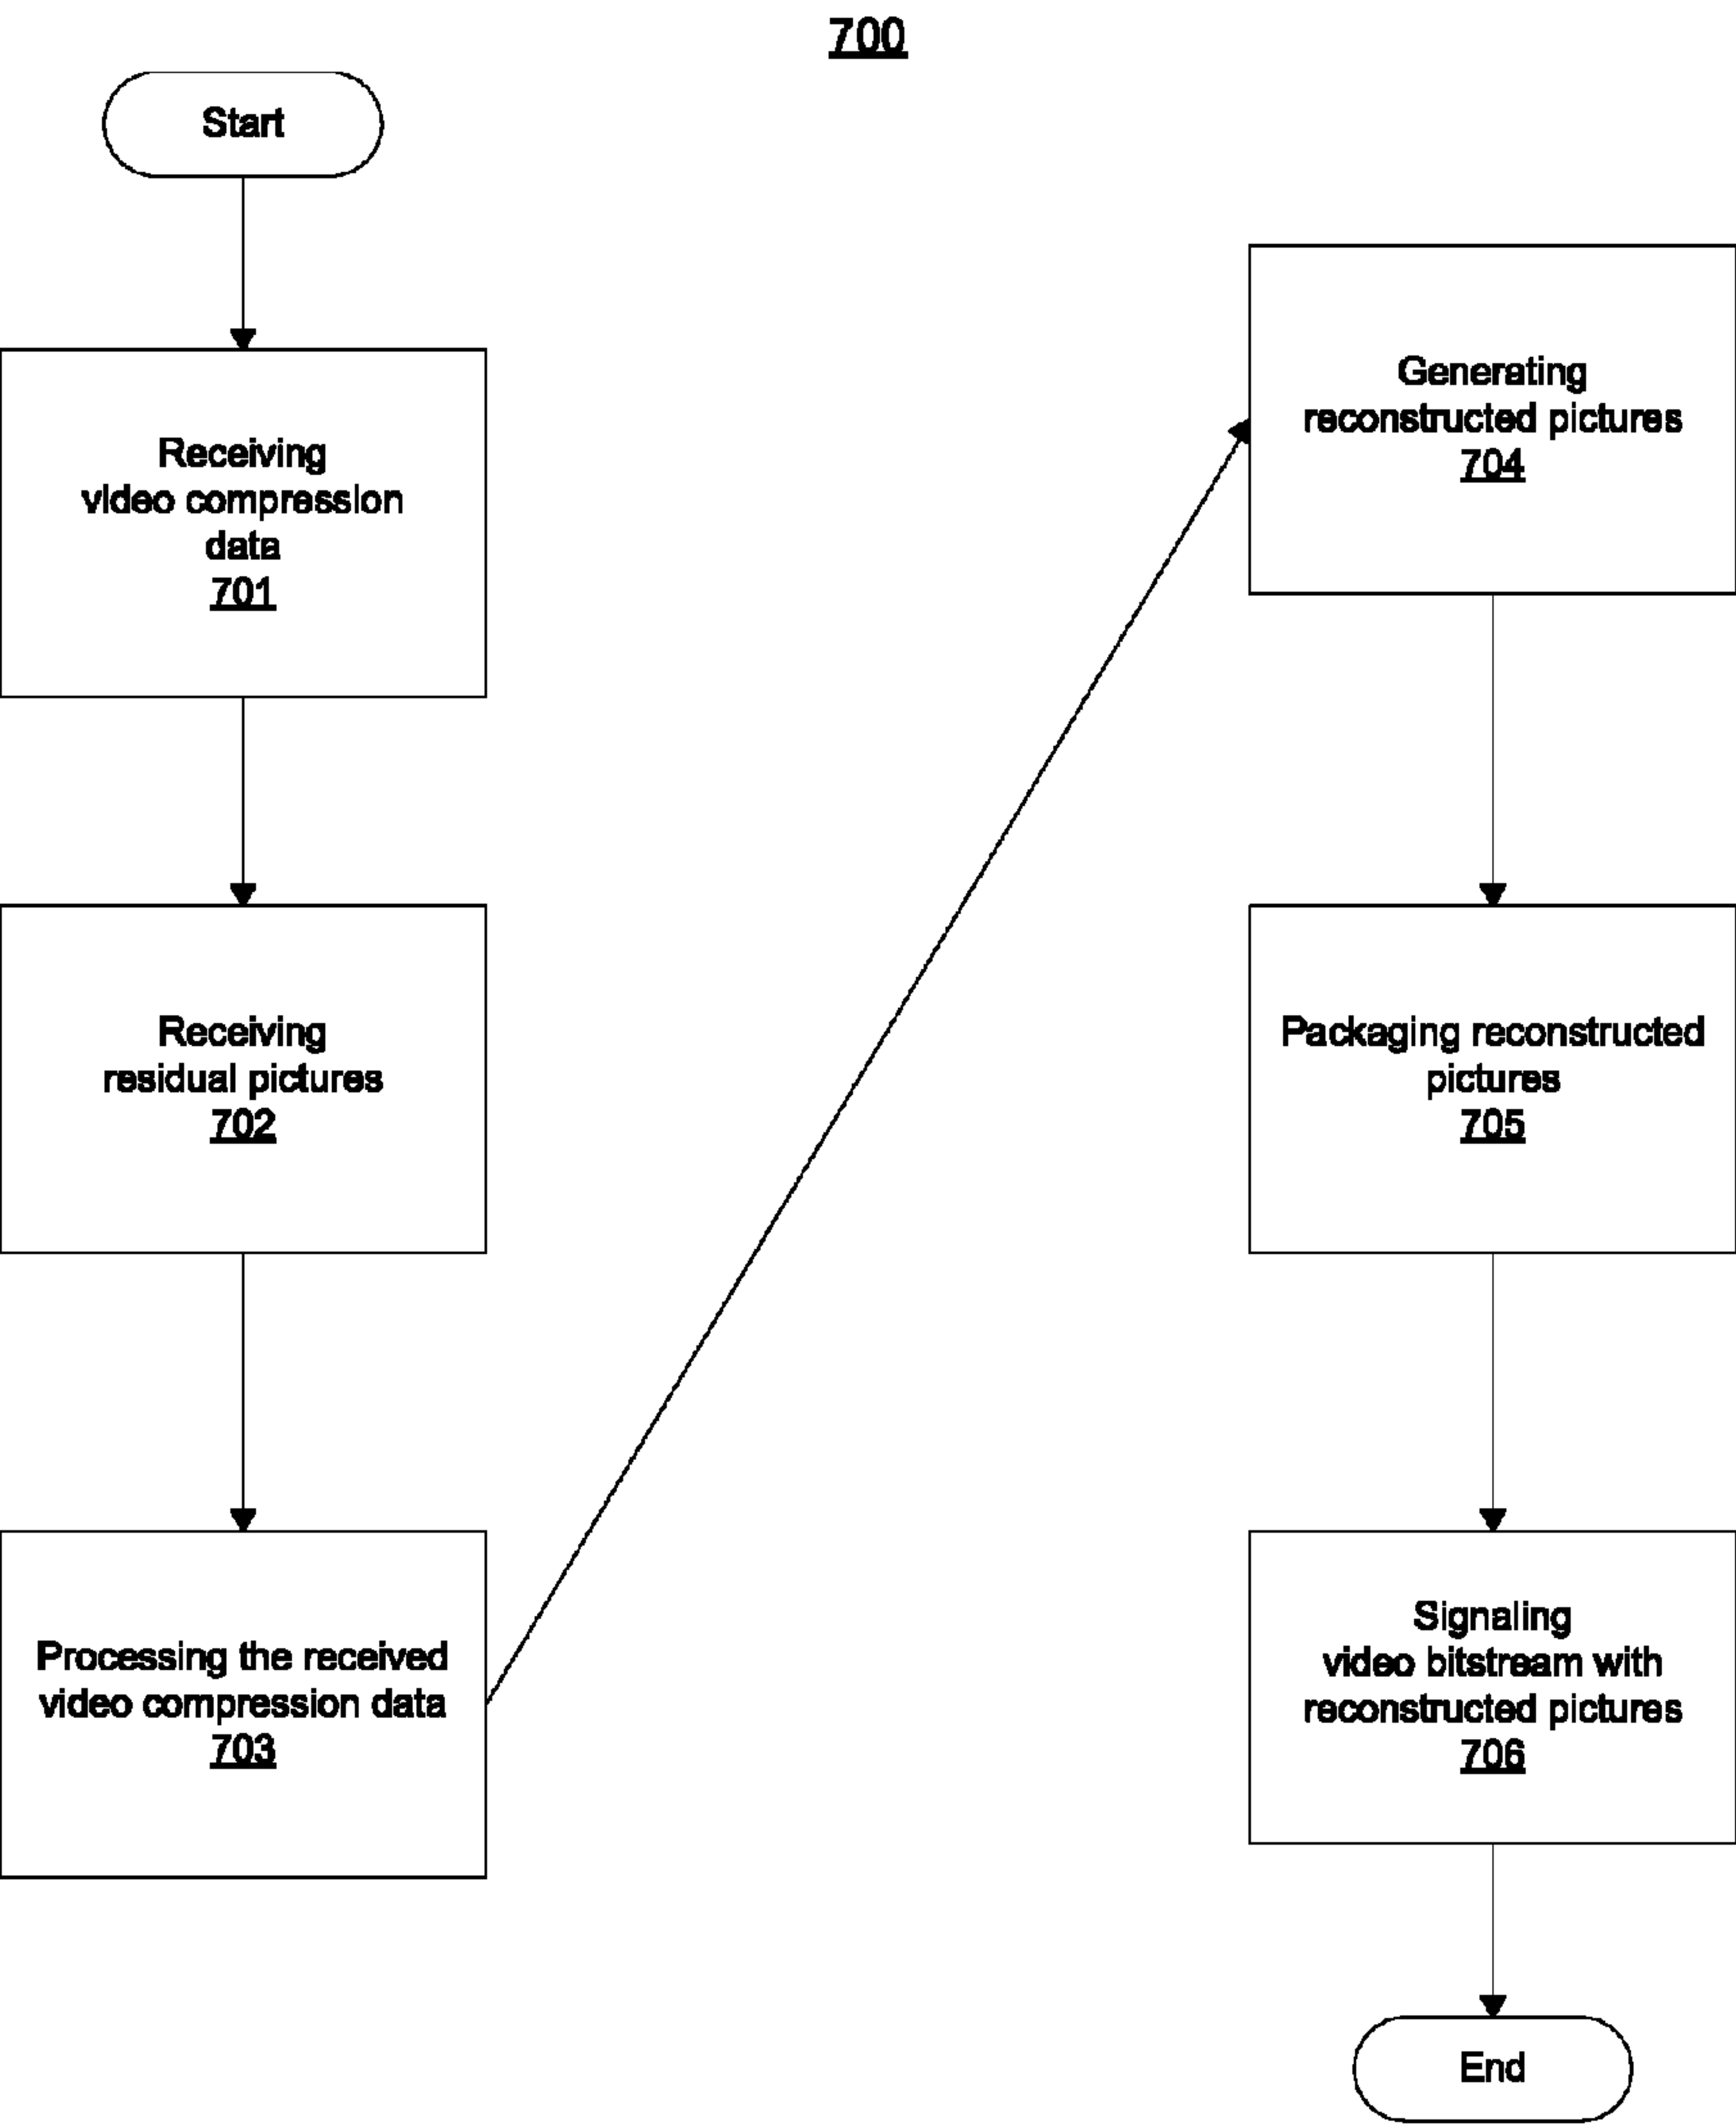 700
Start
Receiving
video compression
data
701
Receiving
residual pictures
702
Processing the received
video compression data
703
Generating
reconstructed pictures
704
Packaging reconstructed
pictures
705
Signaling
video bitstream with
reconstructed pictures
706
End